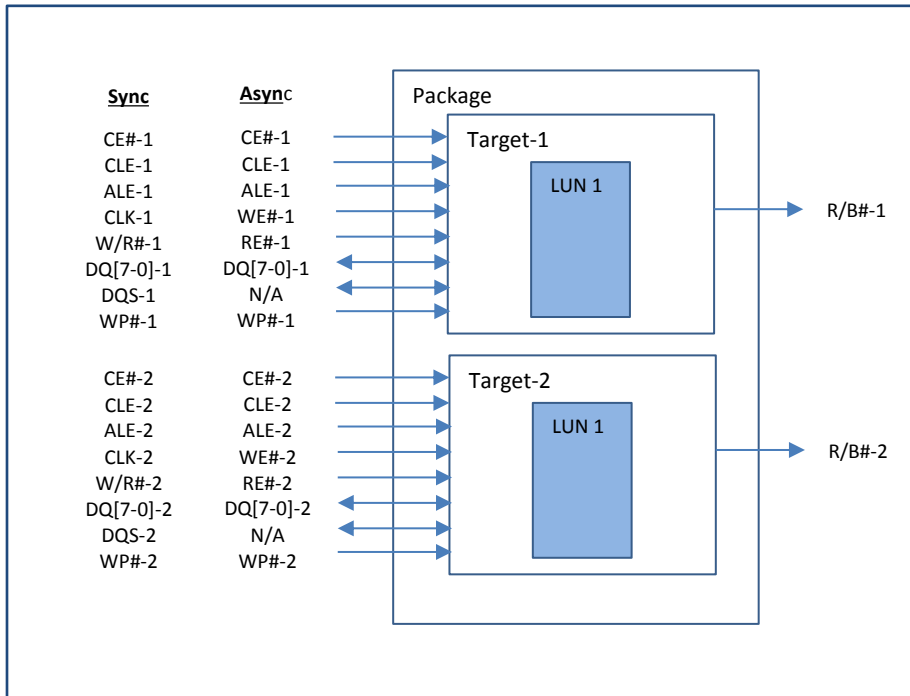 Sync Async
Package
CE#-1 CE#-1
Target-1
CLE-1 CLE-1
ALE-1 ALE-1
LUN 1
CLK-1 WE#-1
R/B#-1
W/R#-1 RE#-1
DQ[7-0]-1 DQ[7-0]-1
DQS-1 N/A
WP#-1 WP#-1
CE#-2 CE#-2
Target-2
CLE-2 CLE-2
ALE-2 ALE-2
LUN 1
CLK-2 WE#-2
R/B#-2
W/R#-2 RE#-2
DQ[7-0]-2 DQ[7-0]-2
DQS-2 N/A
WP#-2 WP#-2